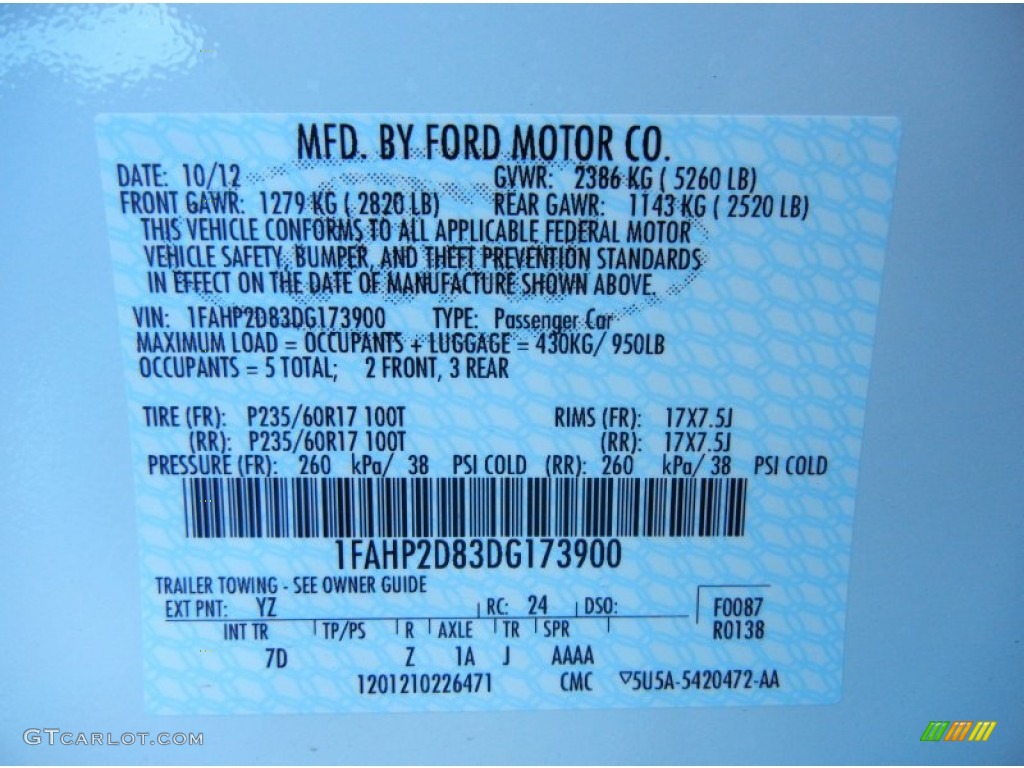 MFD. BY FORD MOTOR CO.
DATE: 10/12 GVWR: 2386 KG ( 5260 LB)
FRONT GAWR: 1279 KG ( 2820 LB) REAR GAWR: 1143 KG ( 2520 LB)
THIS VEHICLE CONFORMS TO ALL APPLICABLE FEDERAL MOTOR
VEHICLE SAFETY, BUMPER, AND THEFT PREVENTION STANDARDS
IN EFFECT ON THE DATE OF MANUFACTURE SHOWN ABOVE.
VIN: 1FAHP2D83DG173900 TYPE: Passenger Car
MAXIMUM LOAD = OCCUPANTS + LUGGAGE = 430KG/ 950LB
OCCUPANTS = 5 TOTAL; 2 FRONT, 3 REAR
TIRE (FR): P235/60R17 100T RIMS (FR): 17X7.5J
(RR): P235/60R17 100T (RR): 17X7.5J
PRESSURE (FR): 260 kPa/ 38 PSI COLD (RR): 260 kPa/ 38 PSI COLD
1FAHP2D83DG173900
TRAILER TOWING - SEE OWNER GUIDE
EXT PNT: YZ RC: 24 DSO: F0087
INT TR TP/PS R AXLE TR SPR R0138
7D Z 1A J AAAA
1201210226471 CMC ▽5U5A-5420472-AA
GTCARLOT.COM